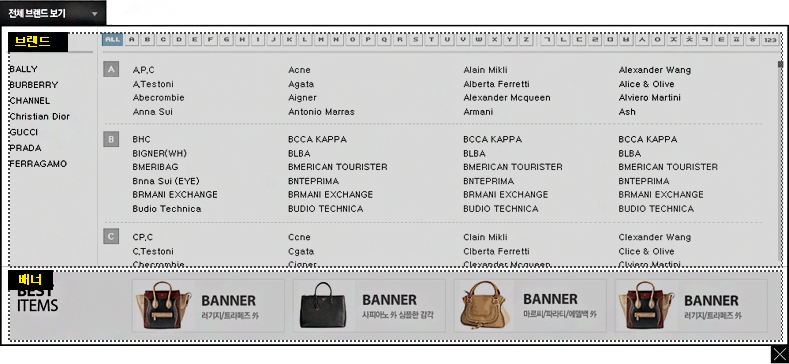 전체 브랜드 보기
브랜드
ALL A B C D E F G H I J K L M N O P Q R S T U V W X Y Z ㄱ ㄴ ㄷ ㄹ ㅁ ㅂ ㅅ ㅇ ㅈ ㅊ ㅋ ㅌ ㅍ ㅎ 123
BALLY
BURBERRY
CHANNEL
Christian Dior
GUCCI
PRADA
FERRAGAMO
A
A,P,C Acne Alain Mikli Alexander Wang
A,Testoni Agata Alberta Ferretti Alice & Olive
Abecrombie Aigner Alexander Mcqueen Alviero Martini
Anna Sui Antonio Marras Armani Ash
B
BHC BCCA KAPPA BCCA KAPPA BCCA KAPPA
BIGNER(WH) BLBA BLBA BLBA
BMERIBAG BMERICAN TOURISTER BMERICAN TOURISTER BMERICAN TOURISTER
Bnna Sui (EYE) BNTEPRIMA BNTEPRIMA BNTEPRIMA
BRMANI EXCHANGE BRMANI EXCHANGE BRMANI EXCHANGE BRMANI EXCHANGE
Budio Technica BUDIO TECHNICA BUDIO TECHNICA BUDIO TECHNICA
C
CP,C Ccne Clain Mikli Clexander Wang
C,Testoni Cgata Clberta Ferretti Clice & Olive
Checrombie Cigner Clexander Mcqueen Clviero Martini
배너
BEST
ITEMS
BANNER
러기지/트리페즈 外
BANNER
사피아노 外 심플한 감각
BANNER
마르씨/파라티/에델백 外
BANNER
러기지/트리페즈 外